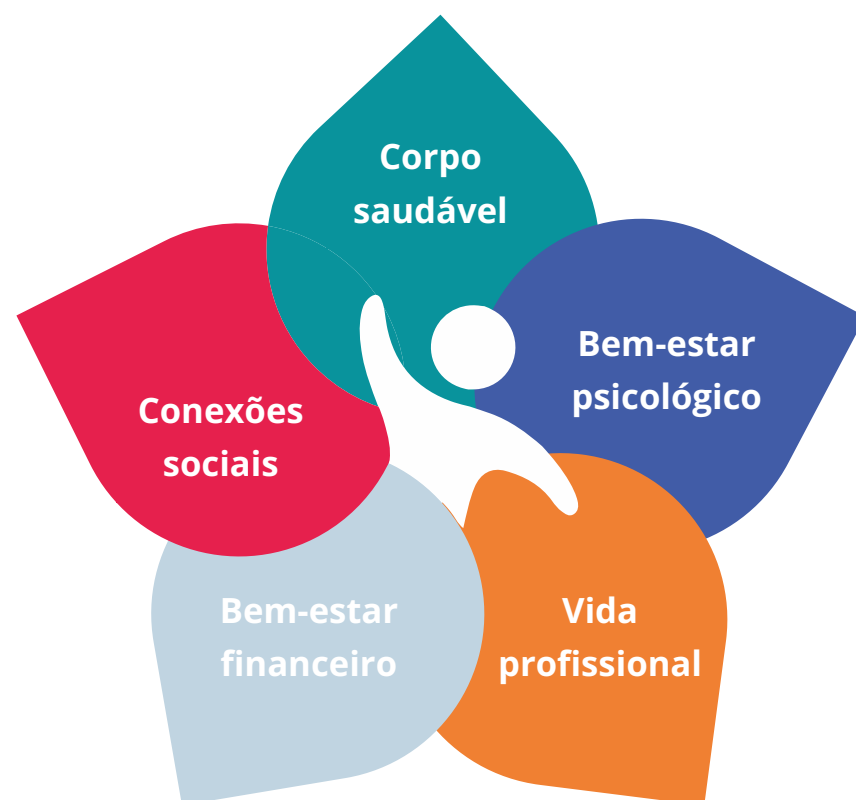 Corpo
saudável
Bem-estar
psicológico
Conexões
sociais
Bem-estar
financeiro
Vida
profissional